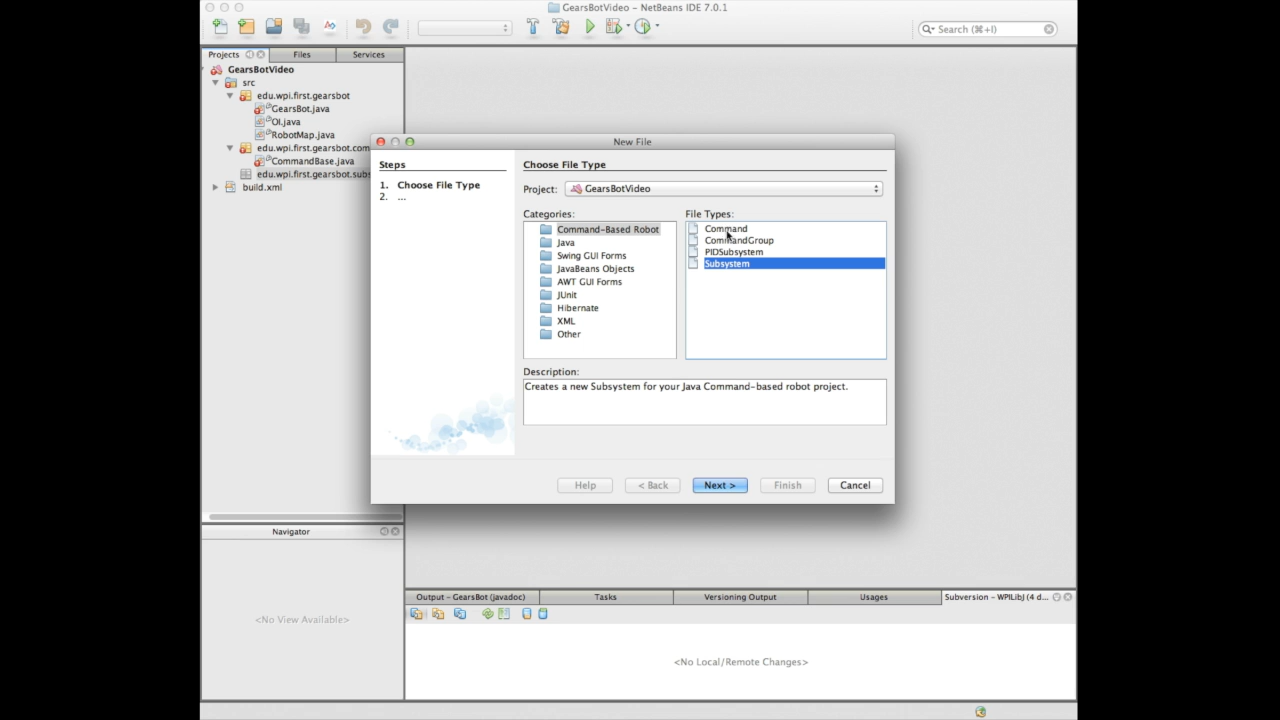 GearsBotVideo – NetBeans IDE 7.0.1
Search (⌘+I)
Projects
Files
Services
GearsBotVideo
src
edu.wpi.first.gearsbot
GearsBot.java
OI.java
RobotMap.java
edu.wpi.first.gearsbot.com
CommandBase.java
edu.wpi.first.gearsbot.subs
build.xml
New File
Steps
1. Choose File Type
2. ...
Choose File Type
Project: GearsBotVideo
Categories:
Command-Based Robot
Java
Swing GUI Forms
JavaBeans Objects
AWT GUI Forms
JUnit
Hibernate
XML
Other
File Types:
Command
CommandGroup
PIDSubsystem
Subsystem
Description:
Creates a new Subsystem for your Java Command-based robot project.
Help
< Back
Next >
Finish
Cancel
Navigator
<No View Available>
Output – GearsBot (javadoc)
Tasks
Versioning Output
Usages
Subversion – WPILibJ (4 d...
<No Local/Remote Changes>